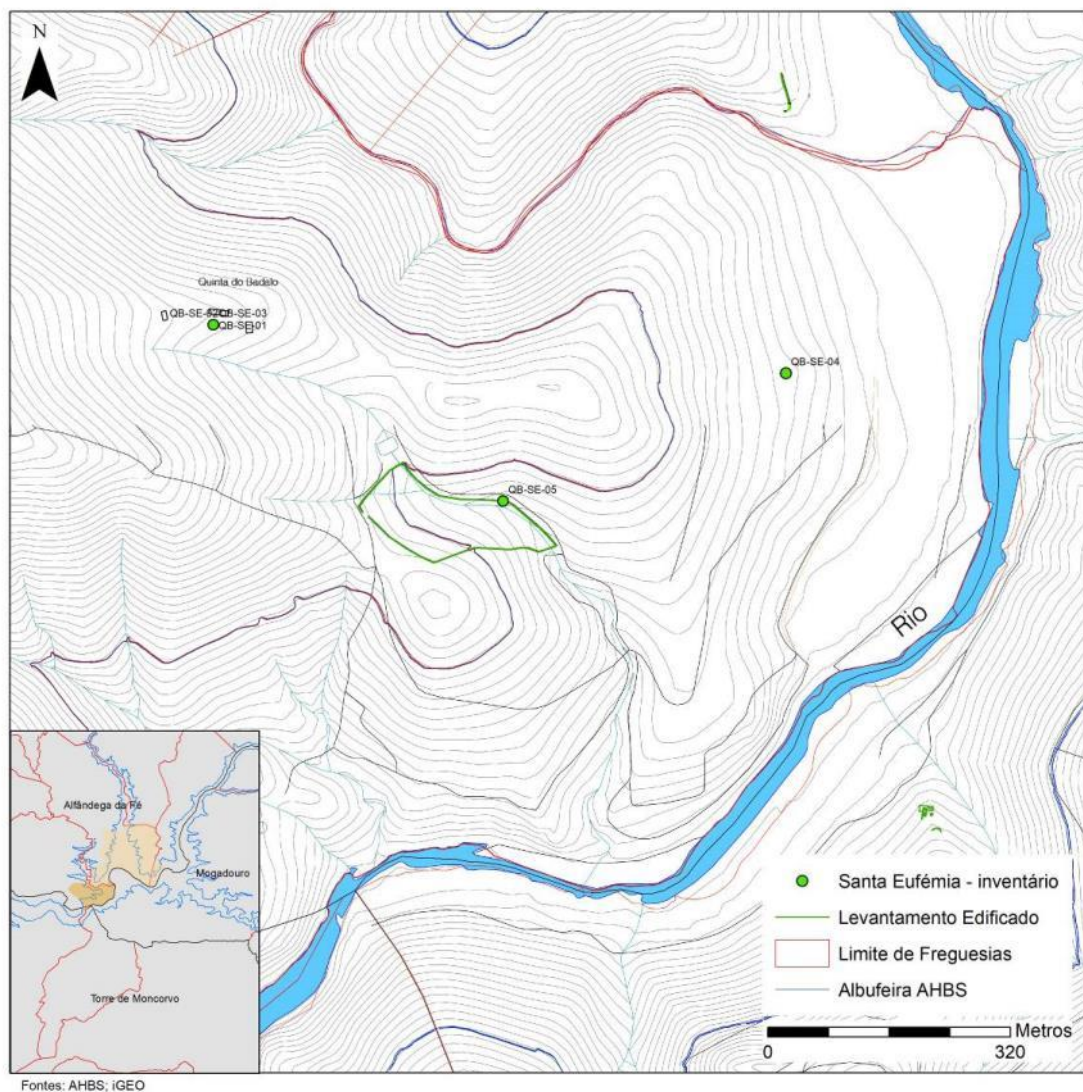 N
Quinta do Badalo
QB-SE-03
QB-SE-01
QB-SE-04
QB-SE-05
Rio
Alfândega da Fé
Mogadouro
Torre de Moncorvo
Santa Eufémia - inventário
Levantamento Edificado
Limite de Freguesias
Albufeira AHBS
Metros
0 320
Fontes: AHBS; iGEO